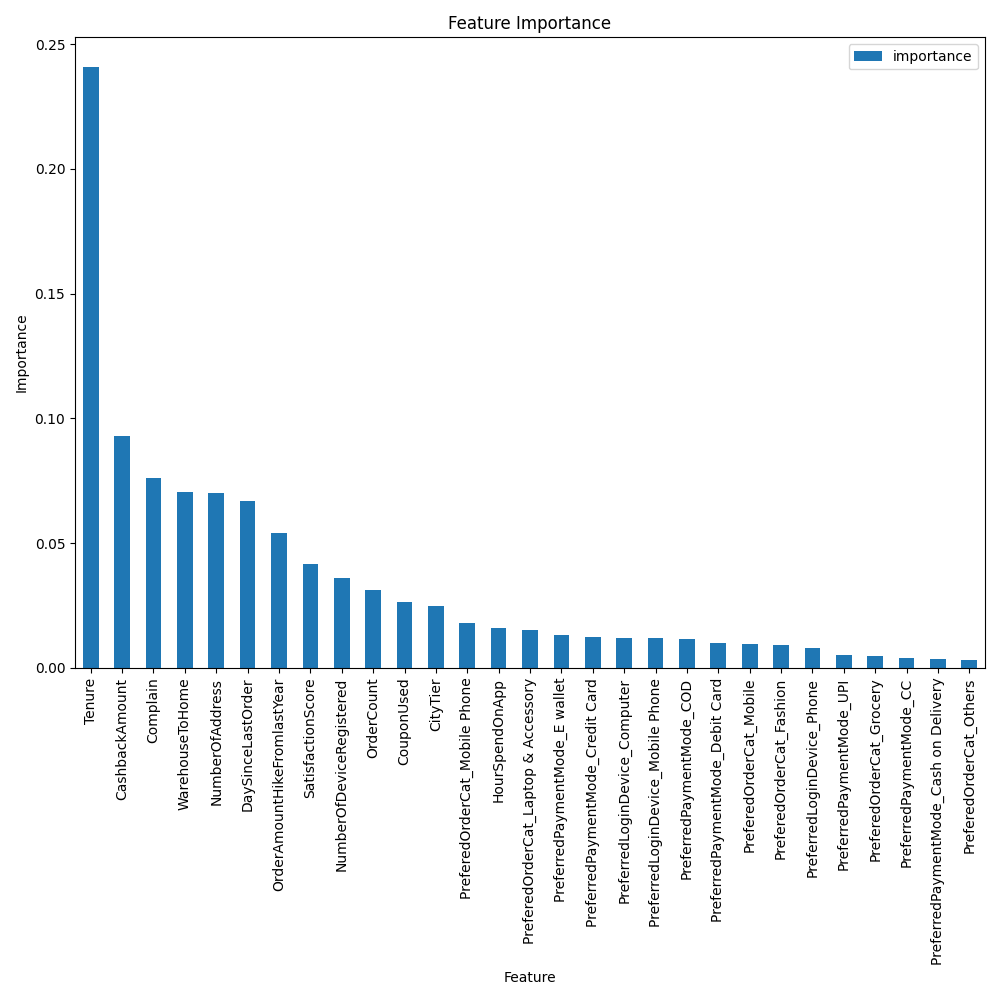 Feature Importance
importance
0.25
0.20
0.15
0.10
0.05
0.00
Importance
Tenure
CashbackAmount
Complain
WarehouseToHome
NumberOfAddress
DaySinceLastOrder
OrderAmountHikeFromlastYear
SatisfactionScore
NumberOfDeviceRegistered
OrderCount
CouponUsed
CityTier
PreferedOrderCat_Mobile Phone
HourSpendOnApp
PreferedOrderCat_Laptop & Accessory
PreferredPaymentMode_E wallet
PreferredPaymentMode_Credit Card
PreferredLoginDevice_Computer
PreferredLoginDevice_Mobile Phone
PreferredPaymentMode_COD
PreferredPaymentMode_Debit Card
PreferedOrderCat_Mobile
PreferedOrderCat_Fashion
PreferredLoginDevice_Phone
PreferredPaymentMode_UPI
PreferedOrderCat_Grocery
PreferredPaymentMode_CC
PreferredPaymentMode_Cash on Delivery
PreferedOrderCat_Others
Feature